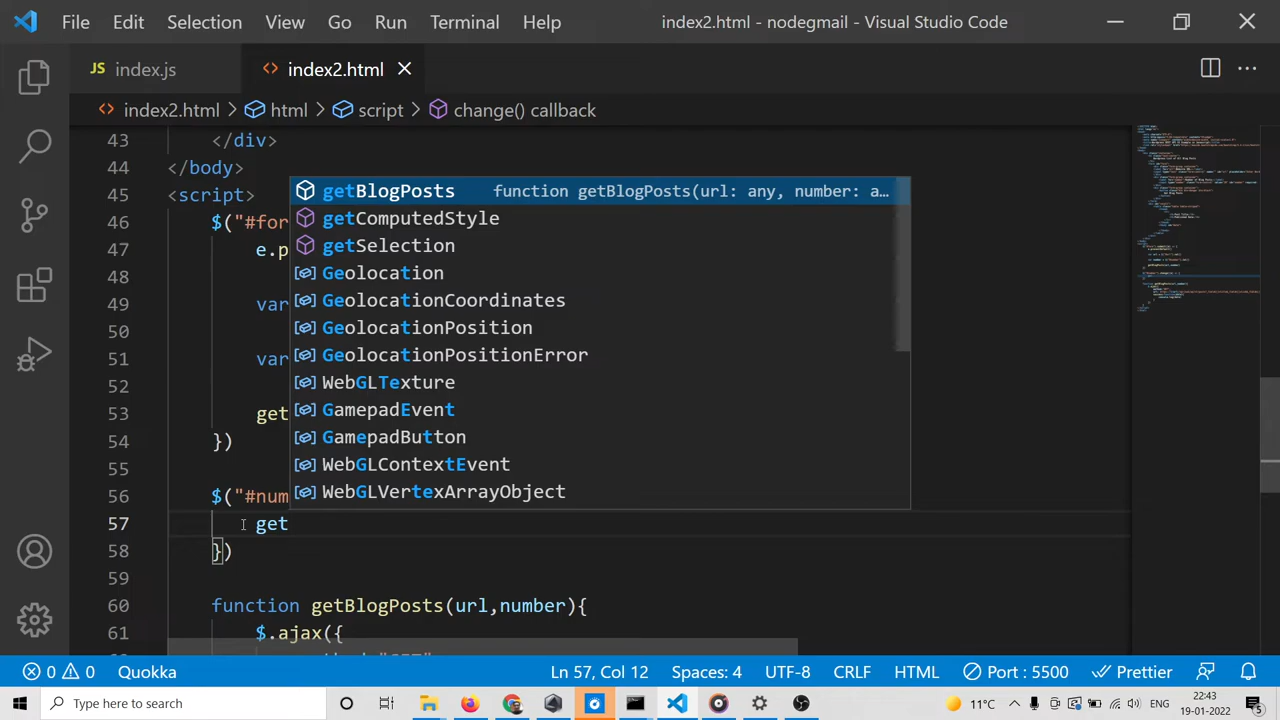 File Edit Selection View Go Run Terminal Help index2.html - nodegmail - Visual Studio Code
JS index.js <> index2.html
<> index2.html > html > script > change() callback
43 </div>
44 </body>
45 <script>
46 $("#for
47 e.p
48
49 var
50
51 var
52
53 get
54 })
55
56 $("#num
57 get
58 })
59
60 function getBlogPosts(url,number){
61 $.ajax({
getBlogPosts function getBlogPosts(url: any, number: a…
getComputedStyle
getSelection
Geolocation
GeolocationCoordinates
GeolocationPosition
GeolocationPositionError
WebGLTexture
GamepadEvent
GamepadButton
WebGLContextEvent
WebGLVertexArrayObject
0 0 Quokka Ln 57, Col 12 Spaces: 4 UTF-8 CRLF HTML Port : 5500 Prettier
Type here to search 11°C ENG 22:43
19-01-2022 5